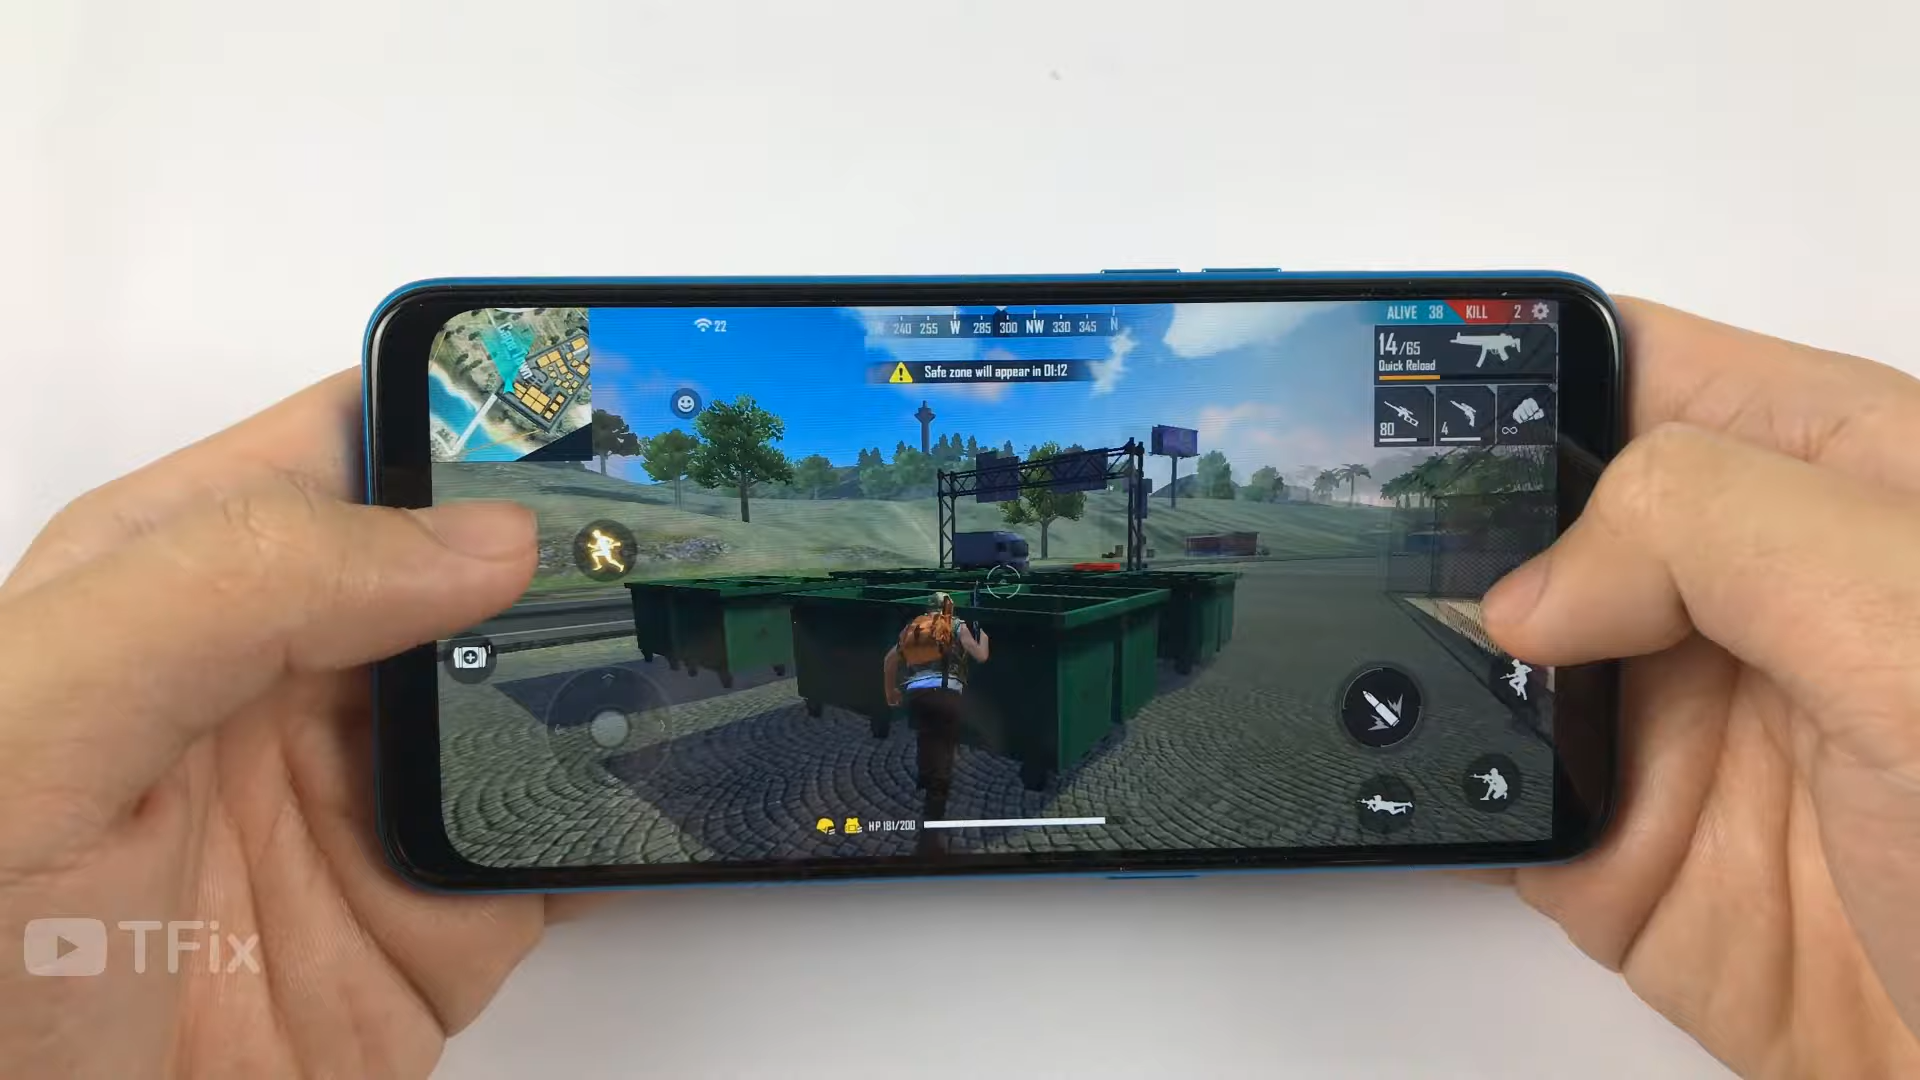 22
240 255 W 285 300 NW 330 345 N
Safe zone will appear in 01:12
ALIVE 38 KILL 2
14/65
Quick Reload
80
4
∞
HP 181/200
TFix